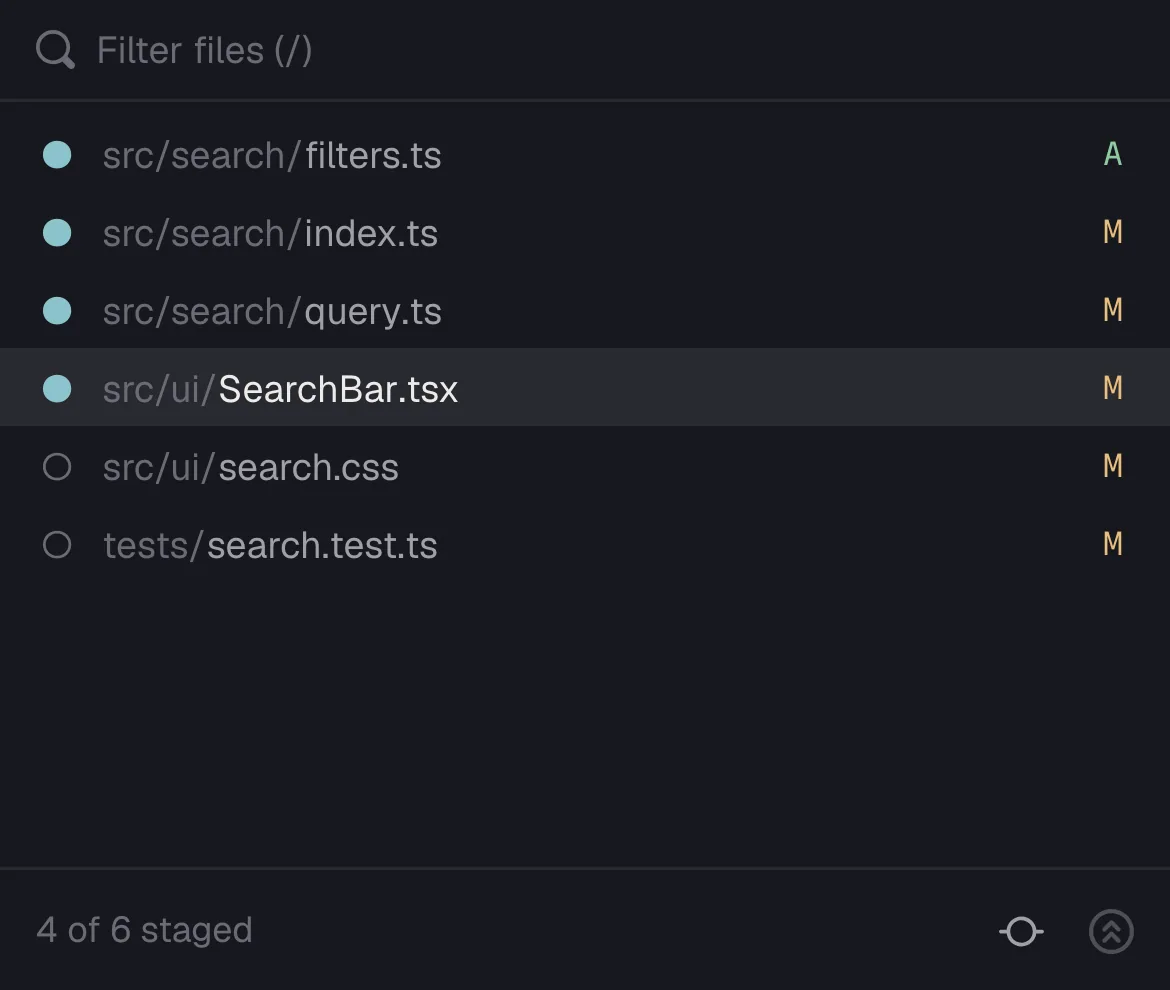 Filter files (/)
src/search/filters.ts A
src/search/index.ts M
src/search/query.ts M
src/ui/SearchBar.tsx M
src/ui/search.css M
tests/search.test.ts M
4 of 6 staged